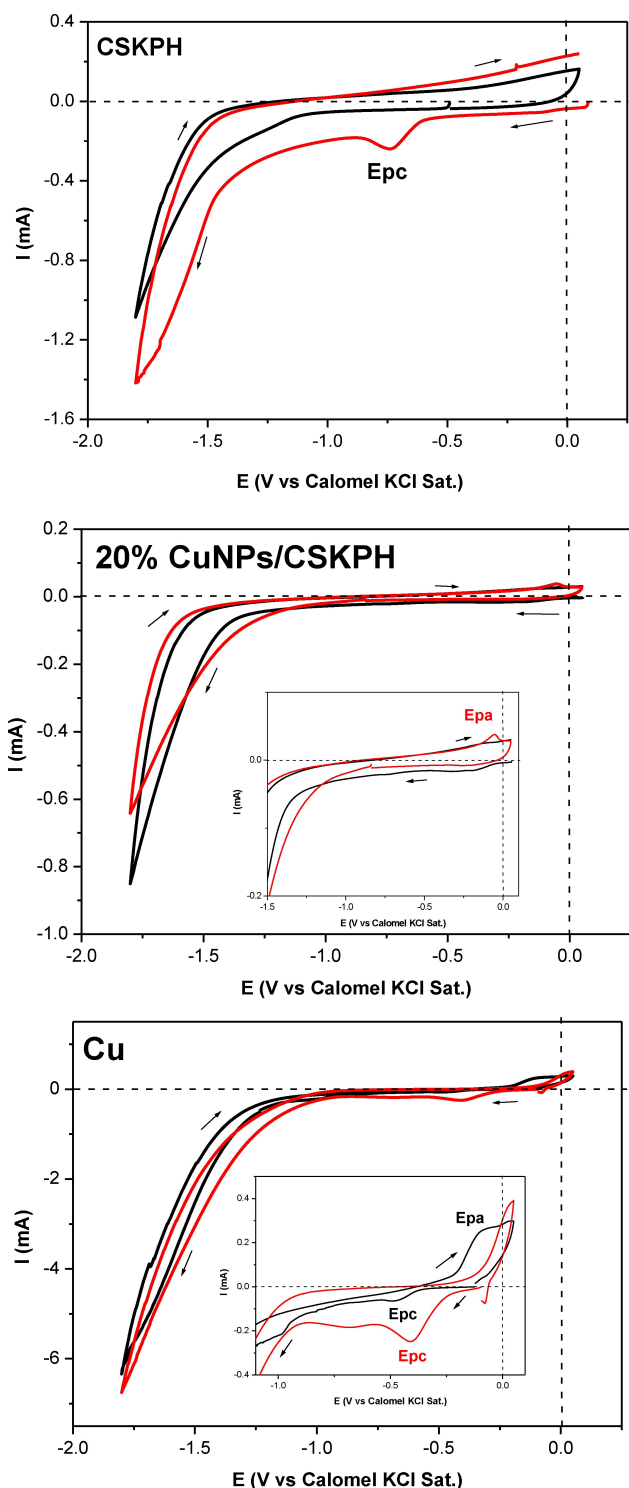 CSKPH
0.4
0.0
-0.4
-0.8
-1.2
-1.6
I (mA)
Epc
-2.0 -1.5 -1.0 -0.5 0.0
E (V vs Calomel KCl Sat.)
20% CuNPs/CSKPH
0.2
0.0
-0.2
-0.4
-0.6
-0.8
-1.0
I (mA)
Epa
0.0
-0.2
I (mA)
-1.5 -1.0 -0.5 0.0
E (V vs Calomel KCl Sat.)
-2.0 -1.5 -1.0 -0.5 0.0
E (V vs Calomel KCl Sat.)
Cu
0
-2
-4
-6
I (mA)
0.4
0.2
0.0
-0.2
-0.4
I (mA)
Epa
Epc
Epc
-1.0 -0.5 0.0
E (V vs Calomel KCl Sat.)
-2.0 -1.5 -1.0 -0.5 0.0
E (V vs Calomel KCl Sat.)